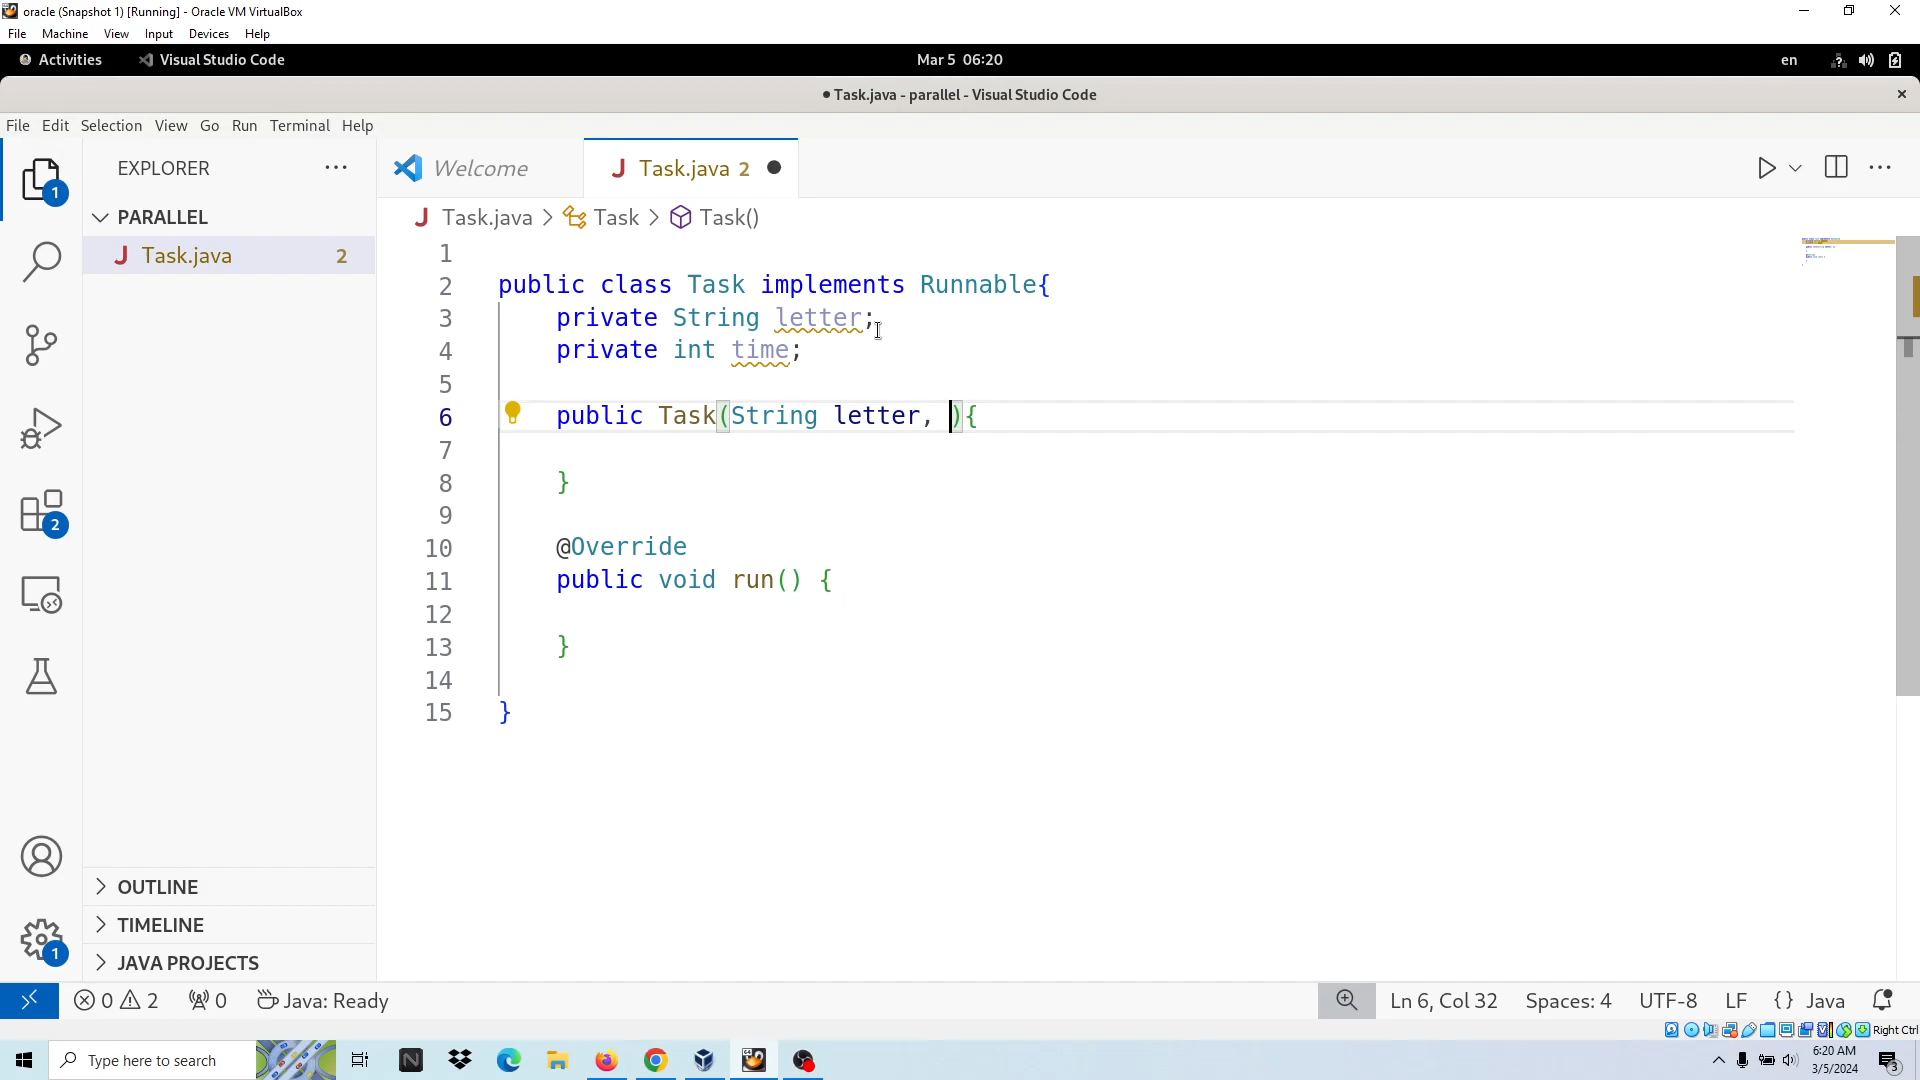 oracle (Snapshot 1) [Running] - Oracle VM VirtualBox
File Machine View Input Devices Help
Activities Visual Studio Code Mar 5 06:20 en
Task.java - parallel - Visual Studio Code
File Edit Selection View Go Run Terminal Help
EXPLORER
Welcome
Task.java 2
1
PARALLEL
Task.java 2
Task.java > Task > Task()
1
2 public class Task implements Runnable{
3 private String letter;
4 private int time;
5
6 public Task(String letter, ){
7
8 }
9
10 @Override
11 public void run() {
12
13 }
14
15 }
2
OUTLINE
TIMELINE
JAVA PROJECTS
1
0 2 0 Java: Ready Ln 6, Col 32 Spaces: 4 UTF-8 LF {} Java
Right Ctrl
Type here to search
6:20 AM
3/5/2024
3